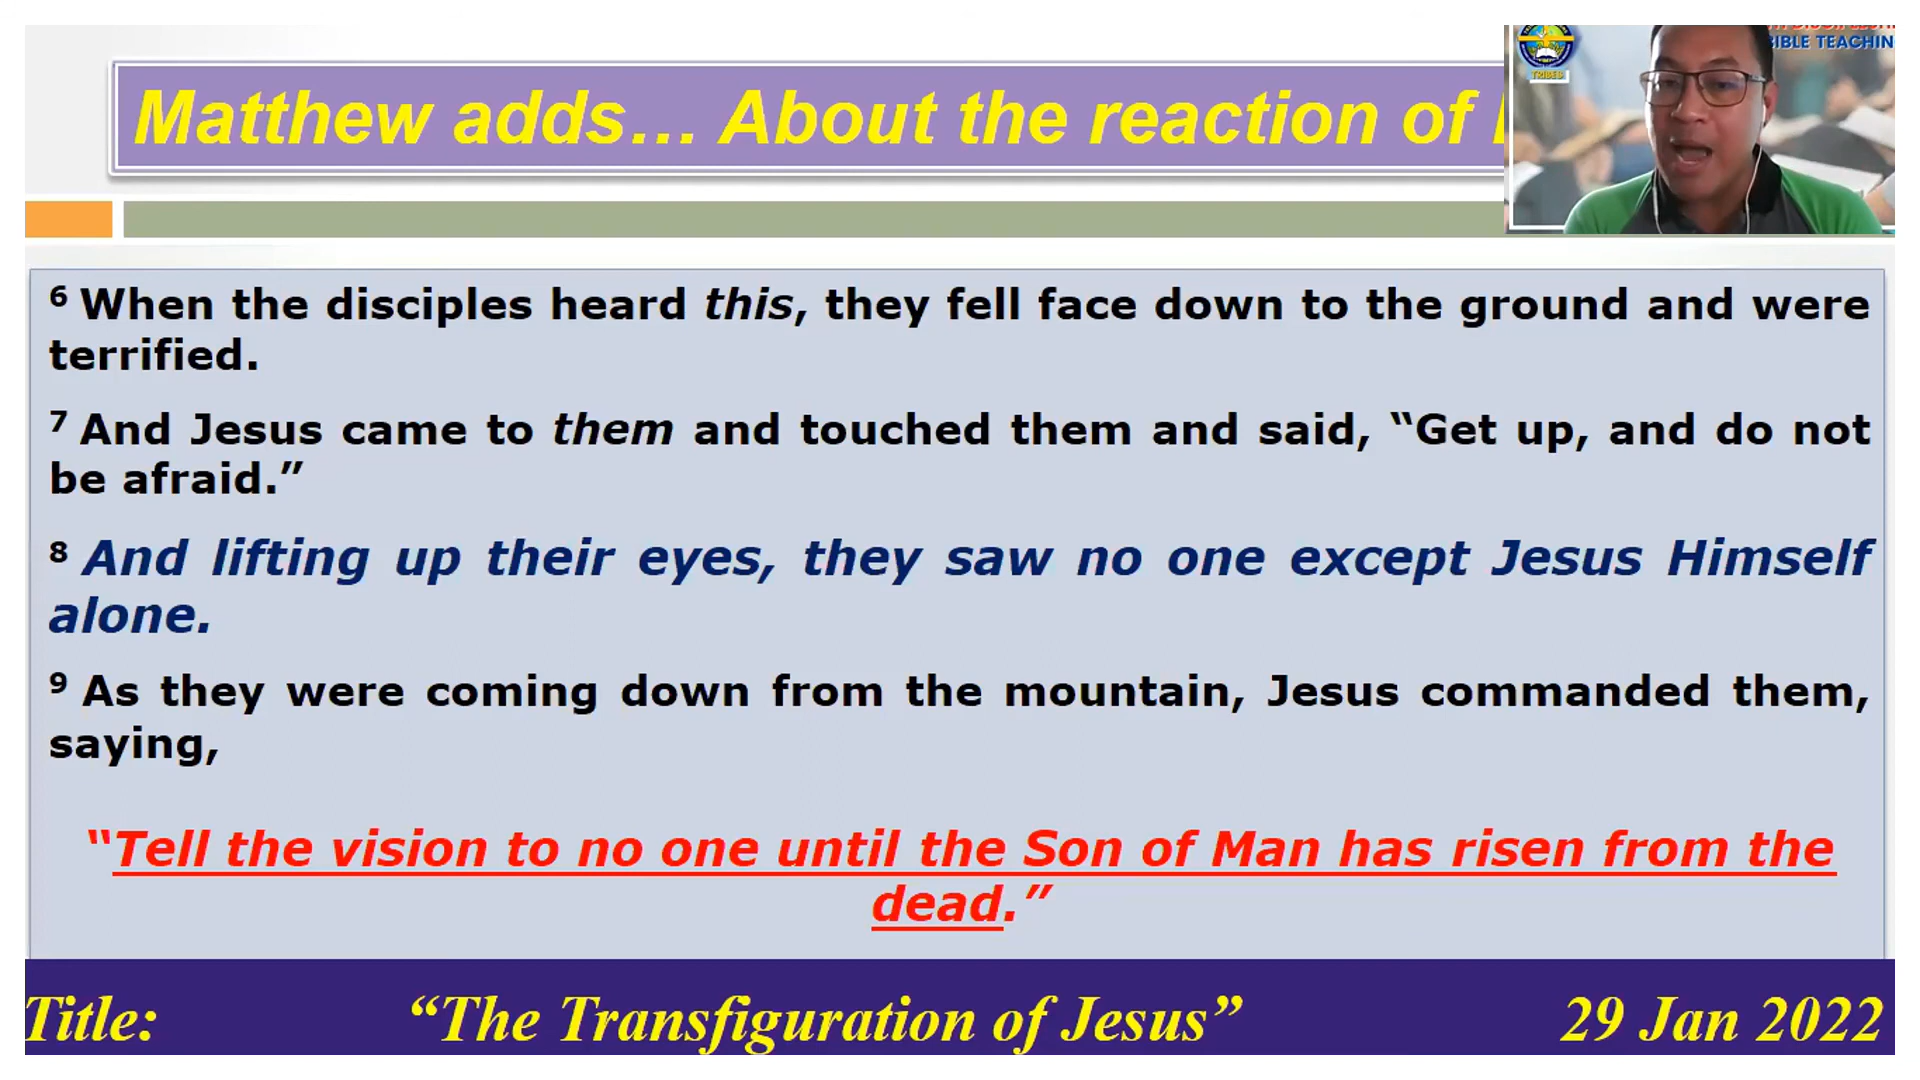 Matthew adds... About the reaction of
BIBLE TEACHIN
TRIBES
6 When the disciples heard this, they fell face down to the ground and were
terrified.
7 And Jesus came to them and touched them and said, “Get up, and do not
be afraid.”
8 And lifting up their eyes, they saw no one except Jesus Himself
alone.
9 As they were coming down from the mountain, Jesus commanded them,
saying,
“Tell the vision to no one until the Son of Man has risen from the
dead.”
Title: “The Transfiguration of Jesus” 29 Jan 2022